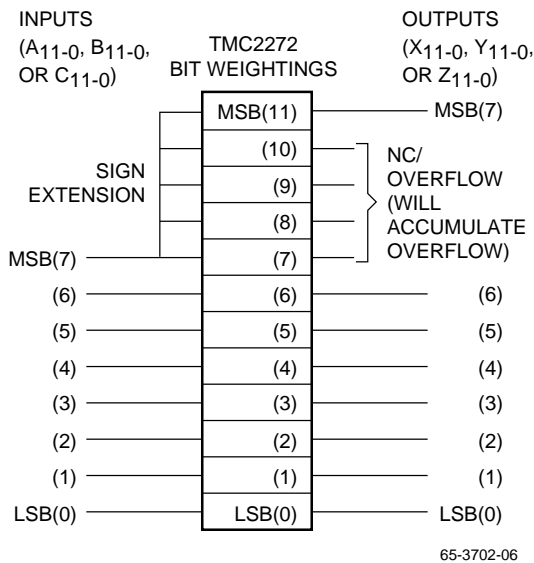 INPUTS
(A11-0, B11-0,
OR C11-0)
TMC2272
BIT WEIGHTINGS
OUTPUTS
(X11-0, Y11-0,
OR Z11-0)
MSB(11)
MSB(7)
(10)
(9)
(8)
(7)
SIGN
EXTENSION
NC/
OVERFLOW
(WILL
ACCUMULATE
OVERFLOW)
MSB(7)
(6) (6) (6)
(5) (5) (5)
(4) (4) (4)
(3) (3) (3)
(2) (2) (2)
(1) (1) (1)
LSB(0) LSB(0) LSB(0)
65-3702-06